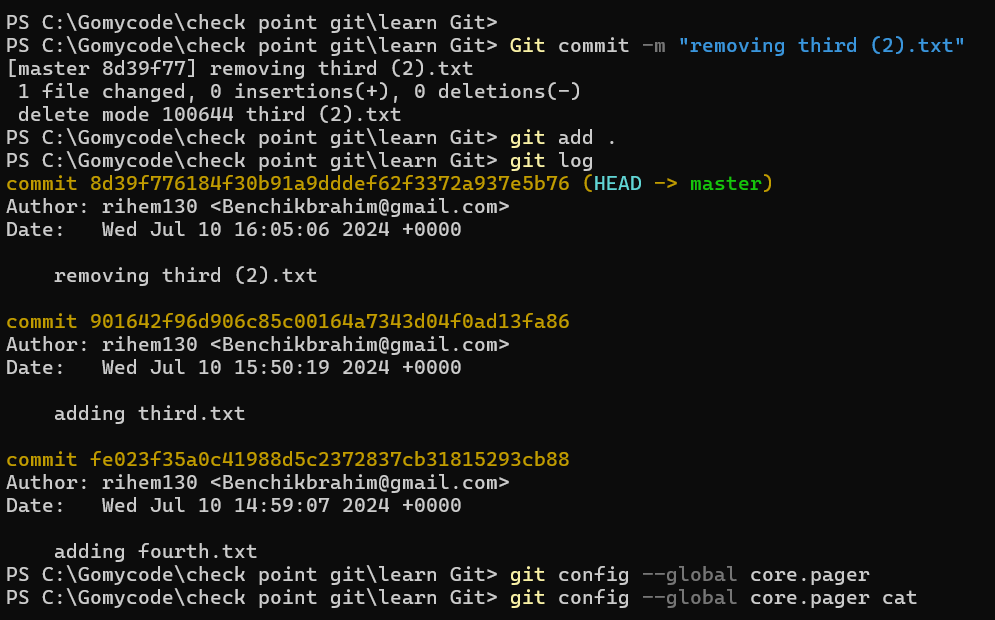 PS C:\Gomycode\check point git\learn Git>
PS C:\Gomycode\check point git\learn Git> Git commit -m "removing third (2).txt"
[master 8d39f77] removing third (2).txt
 1 file changed, 0 insertions(+), 0 deletions(-)
 delete mode 100644 third (2).txt
PS C:\Gomycode\check point git\learn Git> git add .
PS C:\Gomycode\check point git\learn Git> git log
commit 8d39f776184f30b91a9dddef62f3372a937e5b76 (HEAD -> master)
Author: rihem130 <Benchikbrahim@gmail.com>
Date:   Wed Jul 10 16:05:06 2024 +0000

    removing third (2).txt

commit 901642f96d906c85c00164a7343d04f0ad13fa86
Author: rihem130 <Benchikbrahim@gmail.com>
Date:   Wed Jul 10 15:50:19 2024 +0000

    adding third.txt

commit fe023f35a0c41988d5c2372837cb31815293cb88
Author: rihem130 <Benchikbrahim@gmail.com>
Date:   Wed Jul 10 14:59:07 2024 +0000

    adding fourth.txt
PS C:\Gomycode\check point git\learn Git> git config --global core.pager
PS C:\Gomycode\check point git\learn Git> git config --global core.pager cat